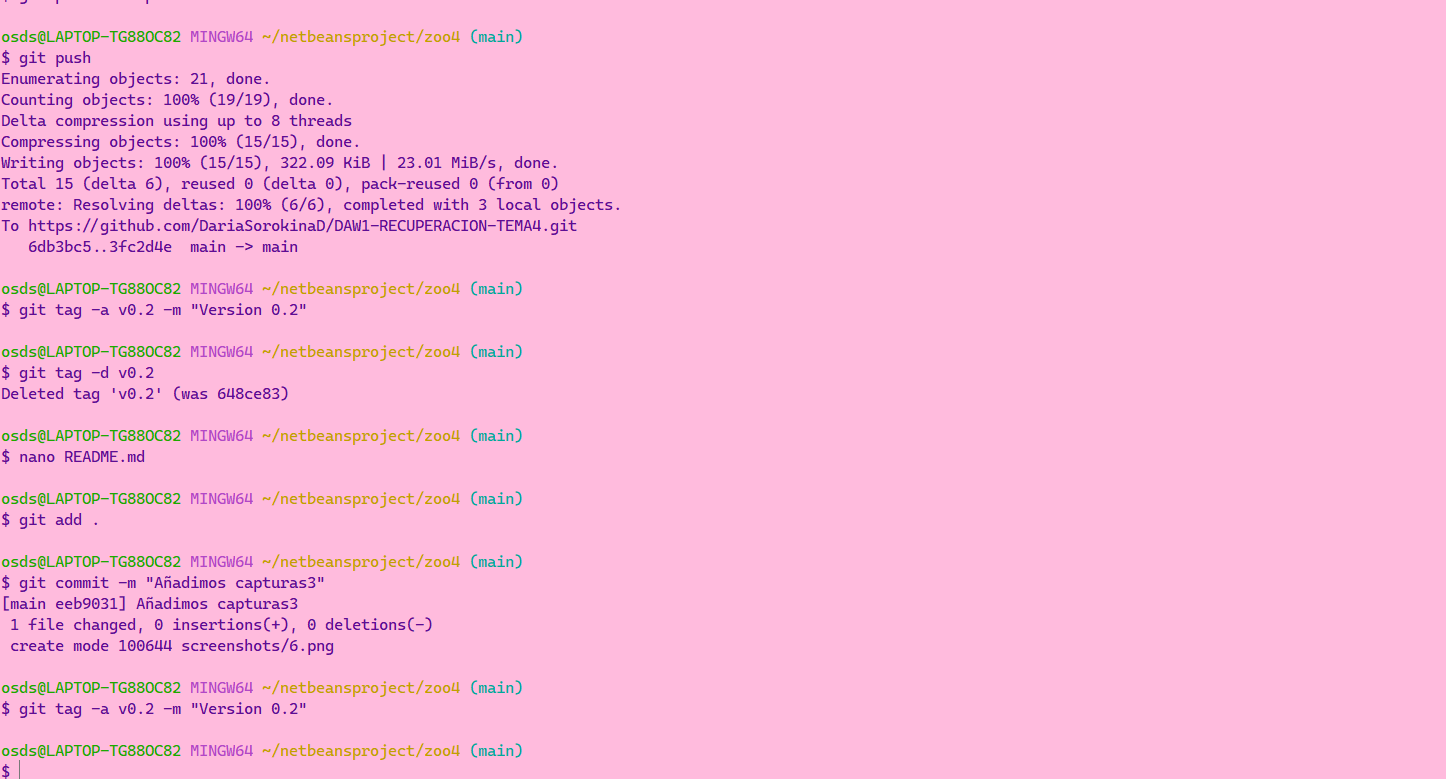 osds@LAPTOP-TG88OC82 MINGW64 ~/netbeansproject/zoo4 (main)
$ git push
Enumerating objects: 21, done.
Counting objects: 100% (19/19), done.
Delta compression using up to 8 threads
Compressing objects: 100% (15/15), done.
Writing objects: 100% (15/15), 322.09 KiB | 23.01 MiB/s, done.
Total 15 (delta 6), reused 0 (delta 0), pack-reused 0 (from 0)
remote: Resolving deltas: 100% (6/6), completed with 3 local objects.
To https://github.com/DariaSorokinaD/DAW1-RECUPERACION-TEMA4.git
   6db3bc5..3fc2d4e  main -> main
osds@LAPTOP-TG88OC82 MINGW64 ~/netbeansproject/zoo4 (main)
$ git tag -a v0.2 -m "Version 0.2"
osds@LAPTOP-TG88OC82 MINGW64 ~/netbeansproject/zoo4 (main)
$ git tag -d v0.2
Deleted tag 'v0.2' (was 648ce83)
osds@LAPTOP-TG88OC82 MINGW64 ~/netbeansproject/zoo4 (main)
$ nano README.md
osds@LAPTOP-TG88OC82 MINGW64 ~/netbeansproject/zoo4 (main)
$ git add .
osds@LAPTOP-TG88OC82 MINGW64 ~/netbeansproject/zoo4 (main)
$ git commit -m "Añadimos capturas3"
[main eeb9031] Añadimos capturas3
 1 file changed, 0 insertions(+), 0 deletions(-)
 create mode 100644 screenshots/6.png
osds@LAPTOP-TG88OC82 MINGW64 ~/netbeansproject/zoo4 (main)
$ git tag -a v0.2 -m "Version 0.2"
osds@LAPTOP-TG88OC82 MINGW64 ~/netbeansproject/zoo4 (main)
$